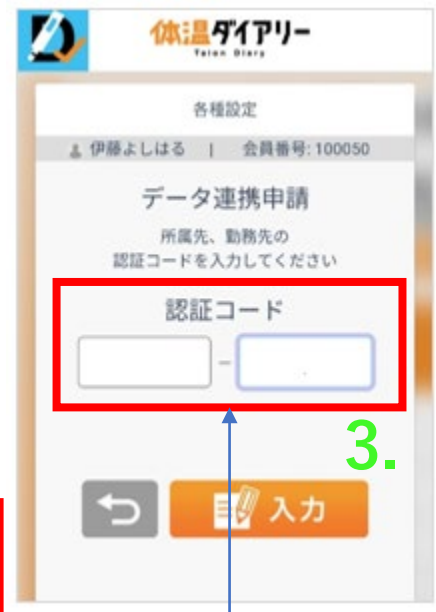 体温ダイアリー
Taion Diary
各種設定
伊藤よしはる | 会員番号: 100050
データ連携申請
所属先、勤務先の
認証コードを入力してください
認証コード
-
3.
入力